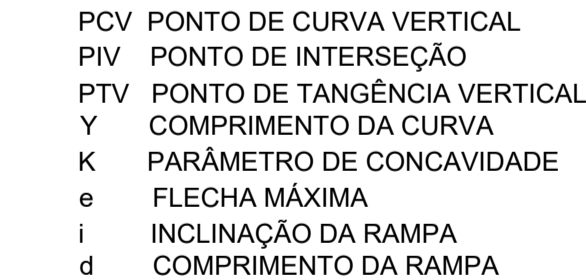 PCV PONTO DE CURVA VERTICAL
PIV PONTO DE INTERSEÇÃO
PTV PONTO DE TANGÊNCIA VERTICAL
Y COMPRIMENTO DA CURVA
K PARÂMETRO DE CONCAVIDADE
e FLECHA MÁXIMA
i INCLINAÇÃO DA RAMPA
d COMPRIMENTO DA RAMPA